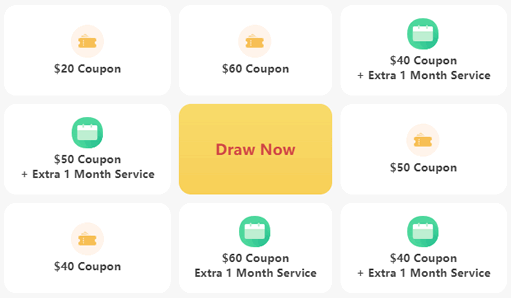 $20 Coupon
$60 Coupon
$40 Coupon
+ Extra 1 Month Service
$50 Coupon
+ Extra 1 Month Service
Draw Now
$50 Coupon
$40 Coupon
$60 Coupon
Extra 1 Month Service
$40 Coupon
+ Extra 1 Month Service